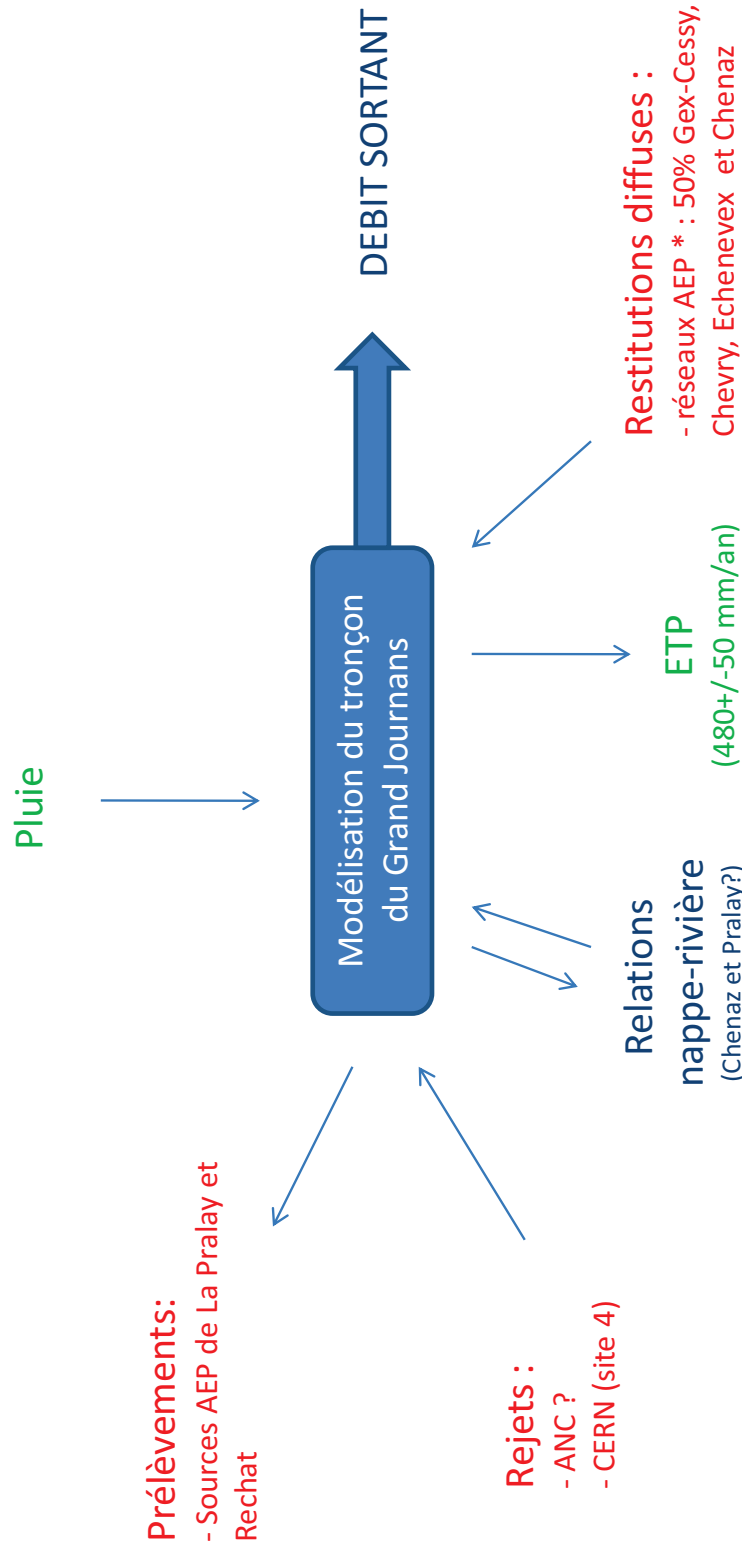 Pluie
Prélèvements:
- Sources AEP de La Pralay et
Rechat
Modélisation du tronçon
du Grand Journans
DEBIT SORTANT
Rejets :
- ANC ?
- CERN (site 4)
Relations
nappe-rivière
(Chenaz et Pralay?)
ETP
(480+/-50 mm/an)
Restitutions diffuses :
- réseaux AEP * : 50% Gex-Cessy,
Chevry, Echenevex et Chenaz